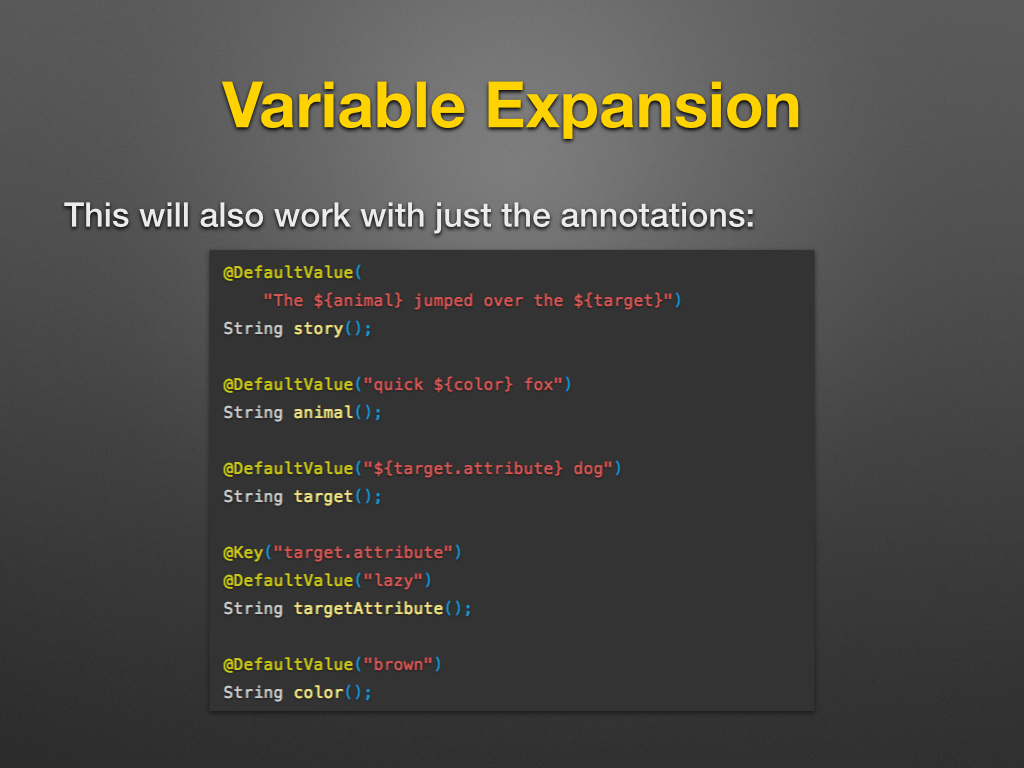 Variable Expansion
This will also work with just the annotations:
@DefaultValue(
    "The ${animal} jumped over the ${target}")
String story();

@DefaultValue("quick ${color} fox")
String animal();

@DefaultValue("${target.attribute} dog")
String target();

@Key("target.attribute")
@DefaultValue("lazy")
String targetAttribute();

@DefaultValue("brown")
String color();